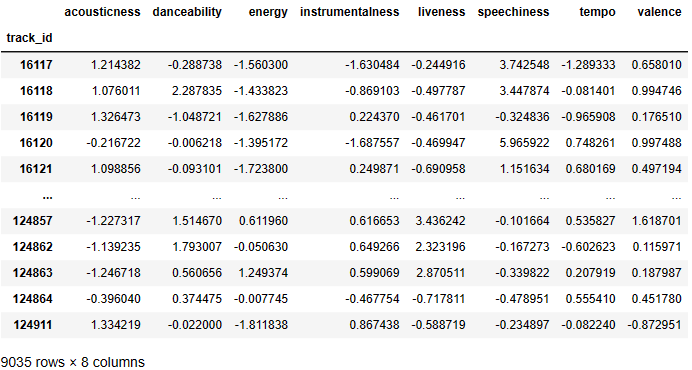 acousticness danceability energy instrumentalness liveness speechiness tempo valence
track_id
16117 1.214382 -0.288738 -1.560300 -1.630484 -0.244916 3.742548 -1.289333 0.658010
16118 1.076011 2.287835 -1.433823 -0.869103 -0.497787 3.447874 -0.081401 0.994746
16119 1.326473 -1.048721 -1.627886 0.224370 -0.461701 -0.324836 -0.965908 0.176510
16120 -0.216722 -0.006218 -1.395172 -1.687557 -0.469947 5.965922 0.748261 0.997488
16121 1.098856 -0.093101 -1.723800 0.249871 -0.690958 1.151634 0.680169 0.497194
... ... ... ... ... ... ... ... ...
124857 -1.227317 1.514670 0.611960 0.616653 3.436242 -0.101664 0.535827 1.618701
124862 -1.139235 1.793007 -0.050630 0.649266 2.323196 -0.167273 -0.602623 0.115971
124863 -1.246718 0.560656 1.249374 0.599069 2.870511 -0.339822 0.207919 0.187987
124864 -0.396040 0.374475 -0.007745 -0.467754 -0.717811 -0.478951 0.555410 0.451780
124911 1.334219 -0.022000 -1.811838 0.867438 -0.588719 -0.234897 -0.082240 -0.872951
9035 rows × 8 columns